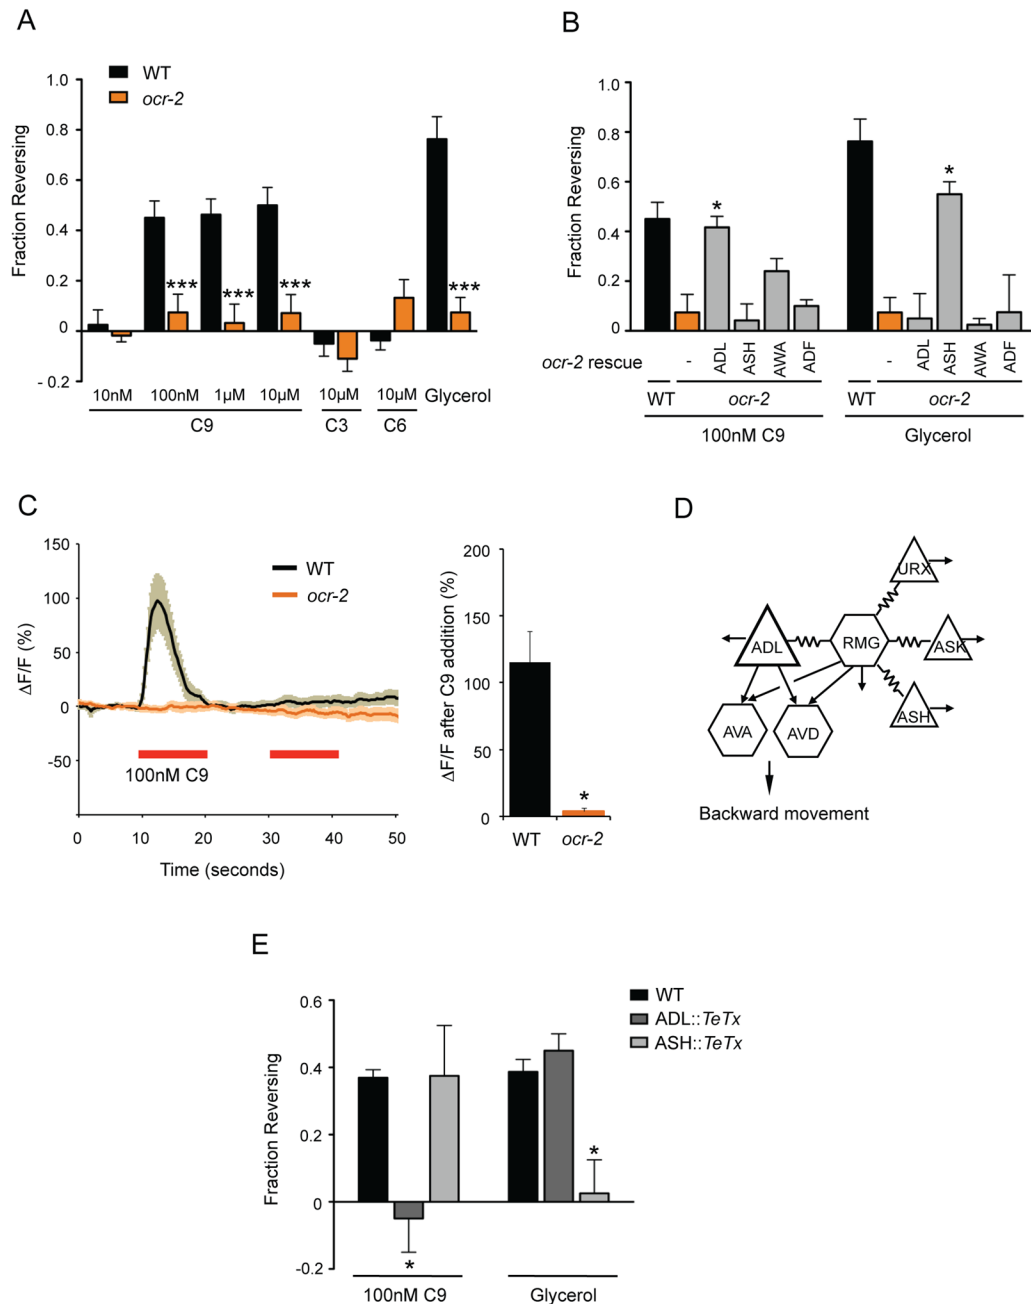 A
WT
ocr-2
Fraction Reversing
1.0
0.8
0.6
0.4
0.2
0
- 0.2
***
***
***
***
10nM 100nM 1µM 10µM 10µM 10µM Glycerol
C9 C3 C6
B
Fraction Reversing
1.0
0.8
0.6
0.4
0.2
0
*
*
ocr-2 rescue - ADL ASH AWA ADF - ADL ASH AWA ADF
WT ocr-2 WT ocr-2
100nM C9 Glycerol
C
150
100
50
0
-50
ΔF/F (%)
WT
ocr-2
100nM C9
0 10 20 30 40 50
Time (seconds)
ΔF/F after C9 addition (%)
200
150
100
50
0
*
WT ocr-2
D
URX
ADL RMG ASK
ASH
AVA AVD
Backward movement
E
WT
ADL::TeTx
ASH::TeTx
Fraction Reversing
0.6
0.4
0.2
0
-0.2
*
*
100nM C9 Glycerol